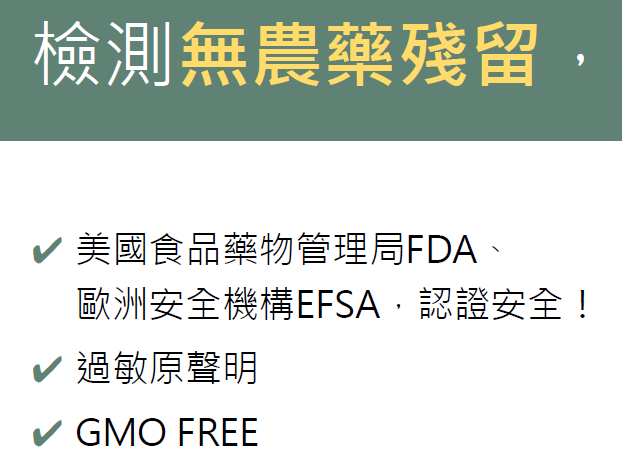 檢測無農藥殘留，
✔ 美國食品藥物管理局FDA、
歐洲安全機構EFSA，認證安全！
✔ 過敏原聲明
✔ GMO FREE